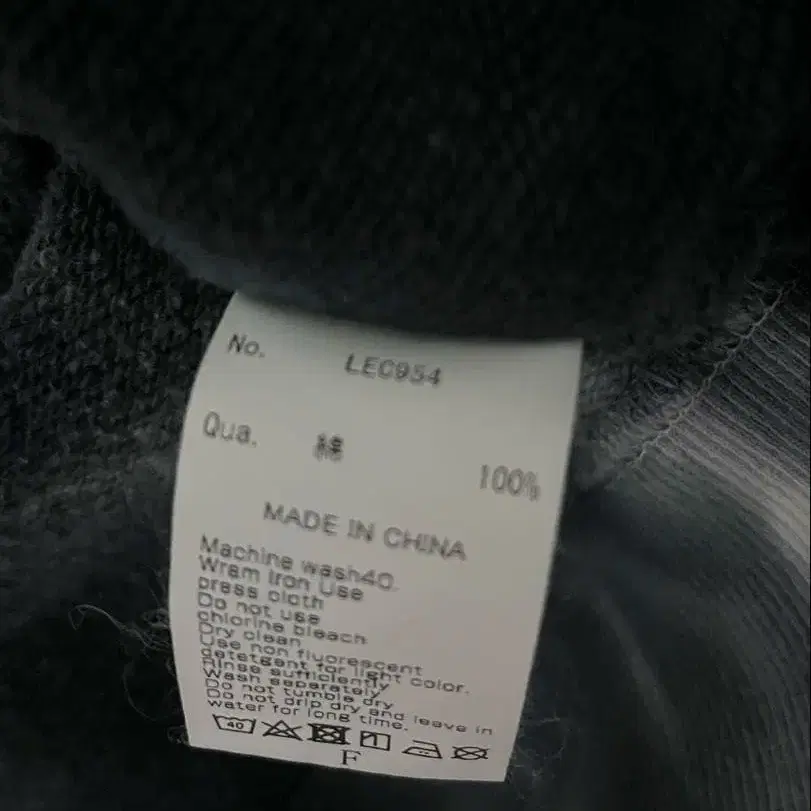 No. LEC954
Qua.
100%
MADE IN CHINA
Machine wash40.
Wram Iron Use
press cloth
Do not use
chlorine bleach
Dry clean
Use non fluorescent
detetgent for light color.
Rinse sufficiently
Wash separately
Do not tumble dry
Do not drip dry and leave in
water for long time.
40
F